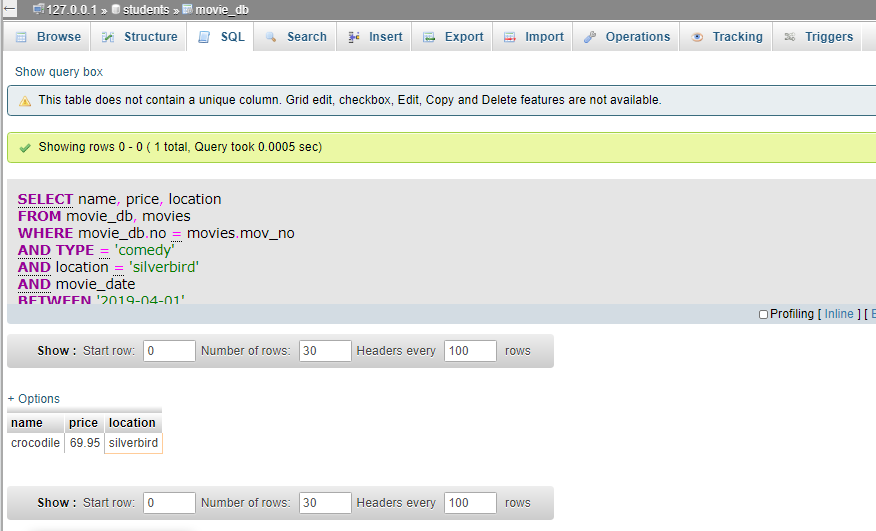 127.0.0.1 » students » movie_db
Browse Structure SQL Search Insert Export Import Operations Tracking Triggers
Show query box
This table does not contain a unique column. Grid edit, checkbox, Edit, Copy and Delete features are not available.
Showing rows 0 - 0 ( 1 total, Query took 0.0005 sec)
SELECT name, price, location
FROM movie_db, movies
WHERE movie_db.no = movies.mov_no
AND TYPE = 'comedy'
AND location = 'silverbird'
AND movie_date
BETWEEN '2019-04-01'
Profiling [ Inline ] [
Show : Start row: 0 Number of rows: 30 Headers every 100 rows
+ Options
name price location
crocodile 69.95 silverbird
Show : Start row: 0 Number of rows: 30 Headers every 100 rows